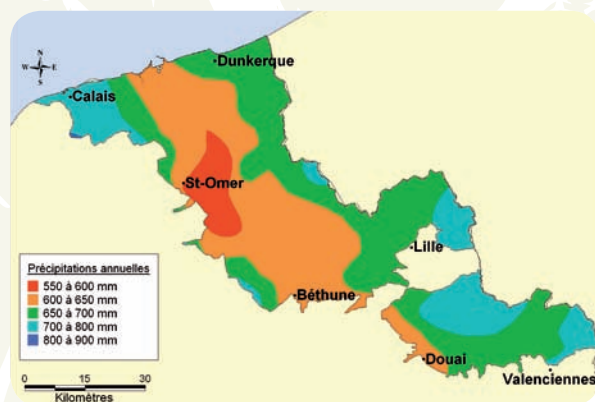 N
W E
S
Dunkerque
Calais
St-Omer
Lille
Béthune
Douai
Valenciennes
Précipitations annuelles
550 à 600 mm
600 à 650 mm
650 à 700 mm
700 à 800 mm
800 à 900 mm
0 15 30
Kilomètres